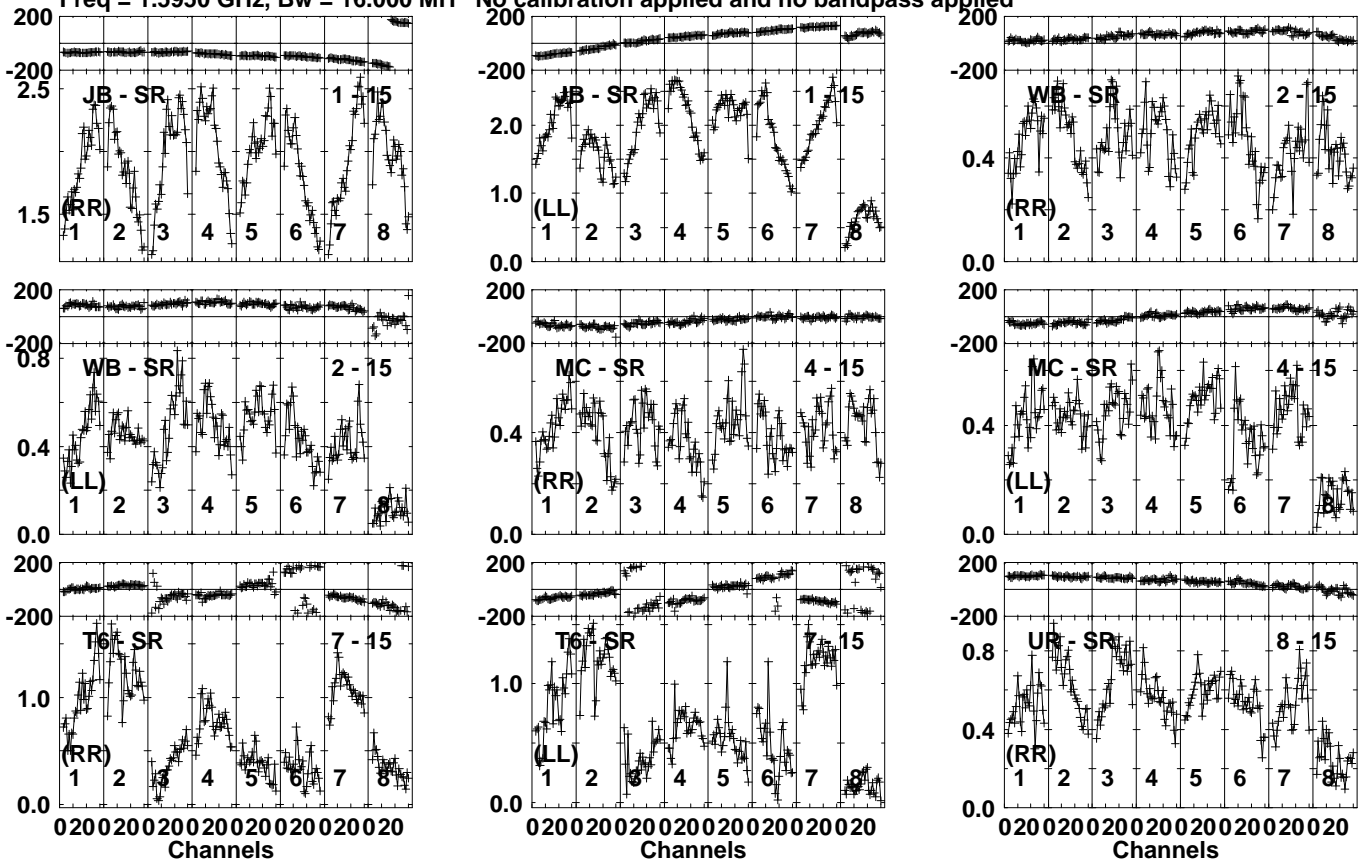 Freq = 1.5950 GHz, Bw = 16.000 MH No calibration applied and no bandpass applied
200 200 200
-200 -200 -200
2.5 JB - SR 1 - 15 JB - SR 1 - 15 WB - SR 2 - 15
2.0
1.5 1.0 0.4
(RR) (LL) (RR)
1 2 3 4 5 6 7 8 1 2 3 4 5 6 7 8 1 2 3 4 5 6 7 8
0.0 0.0
200 200 200
-200 -200 -200
0.8 WB - SR 2 - 15 MC - SR 4 - 15 MC - SR 4 - 15
0.4 0.4 0.4
(LL) (RR) (LL)
1 2 3 4 5 6 7 8 1 2 3 4 5 6 7 8 1 2 3 4 5 6 7 8
0.0 0.0 0.0
200 200 200
-200 -200 -200
T6 - SR 7 - 15 T6 - SR 7 - 15 UR - SR 8 - 15
1.0 1.0 0.8
0.4
(RR) (LL) (RR)
1 2 3 4 5 6 7 8 1 2 3 4 5 6 7 8 1 2 3 4 5 6 7 8
0.0 0.0 0.0
0 20 0 20 0 20 0 20 0 20 0 20 0 20 0 20 0 20 0 20 0 20 0 20 0 20 0 20 0 20 0 20 0 20 0 20 0 20 0 20 0 20 0 20 0 20 0 20
Channels Channels Channels